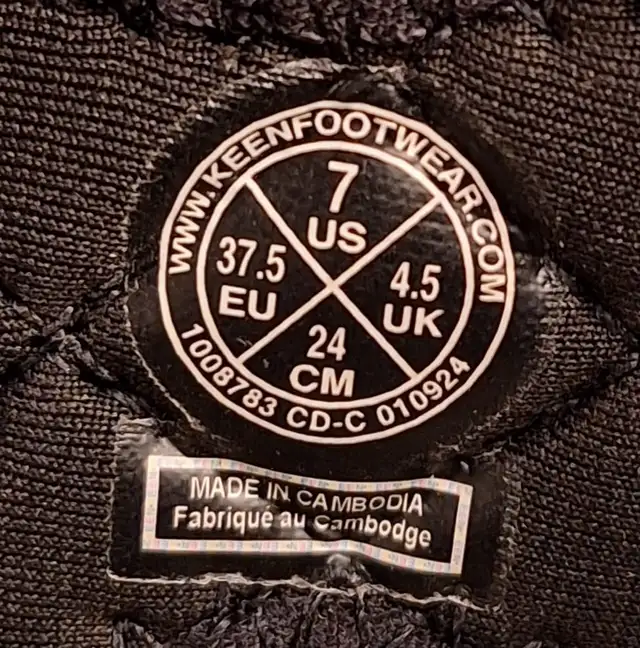 WWW.KEENFOOTWEAR.COM
7
US
37.5
EU
4.5
UK
24
CM
1008783 CD-C 010924
MADE IN CAMBODIA
Fabriqué au Cambodge